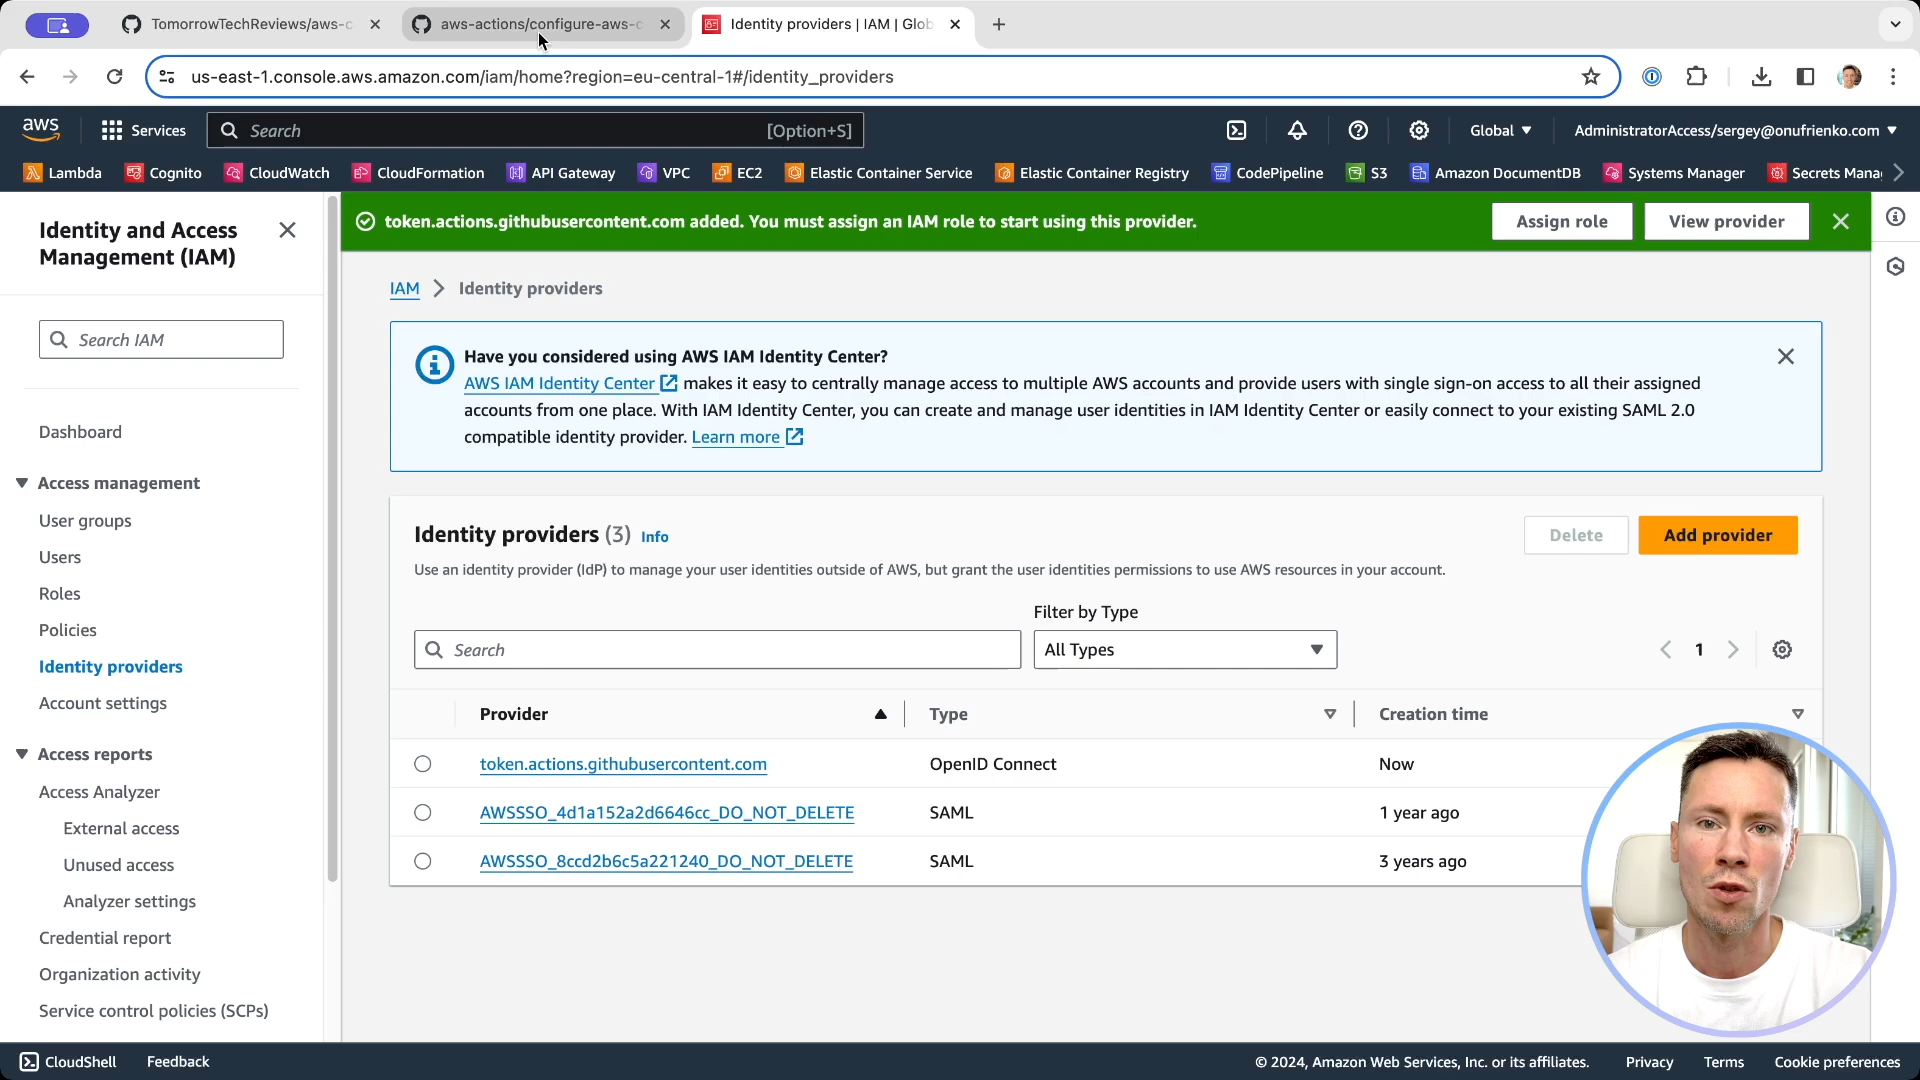 TomorrowTechReviews/aws-c
aws-actions/configure-aws-c
Identity providers | IAM | Glob
us-east-1.console.aws.amazon.com/iam/home?region=eu-central-1#/identity_providers
aws
Services
Search
[Option+S]
Global
AdministratorAccess/sergey@onufrienko.com
Lambda
Cognito
CloudWatch
CloudFormation
API Gateway
VPC
EC2
Elastic Container Service
Elastic Container Registry
CodePipeline
S3
Amazon DocumentDB
Systems Manager
Secrets Mana
Identity and Access
Management (IAM)
token.actions.githubusercontent.com added. You must assign an IAM role to start using this provider.
Assign role
View provider
Search IAM
Dashboard
Access management
User groups
Users
Roles
Policies
Identity providers
Account settings
Access reports
Access Analyzer
External access
Unused access
Analyzer settings
Credential report
Organization activity
Service control policies (SCPs)
IAM
Identity providers
Have you considered using AWS IAM Identity Center?
AWS IAM Identity Center makes it easy to centrally manage access to multiple AWS accounts and provide users with single sign-on access to all their assigned
accounts from one place. With IAM Identity Center, you can create and manage user identities in IAM Identity Center or easily connect to your existing SAML 2.0
compatible identity provider. Learn more
Identity providers (3) Info
Delete
Add provider
Use an identity provider (IdP) to manage your user identities outside of AWS, but grant the user identities permissions to use AWS resources in your account.
Filter by Type
Search
All Types
1
Provider
Type
Creation time
token.actions.githubusercontent.com
OpenID Connect
Now
AWSSSO_4d1a152a2d6646cc_DO_NOT_DELETE
SAML
1 year ago
AWSSSO_8ccd2b6c5a221240_DO_NOT_DELETE
SAML
3 years ago
CloudShell
Feedback
© 2024, Amazon Web Services, Inc. or its affiliates.
Privacy
Terms
Cookie preferences